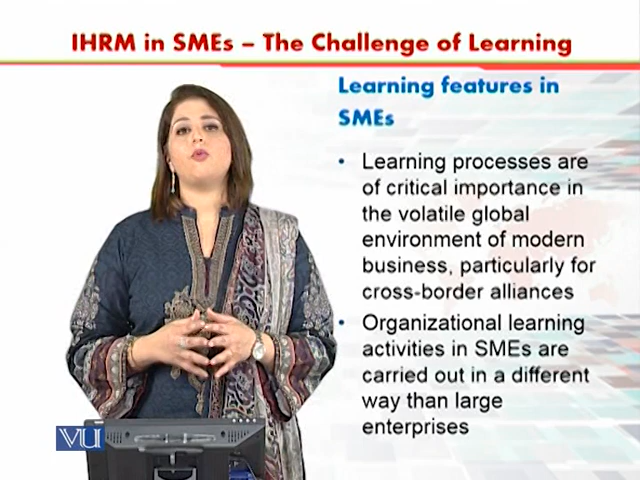 IHRM in SMEs – The Challenge of Learning
Learning features in
SMEs
• Learning processes are
of critical importance in
the volatile global
environment of modern
business, particularly for
cross-border alliances
• Organizational learning
activities in SMEs are
carried out in a different
way than large
enterprises
VU